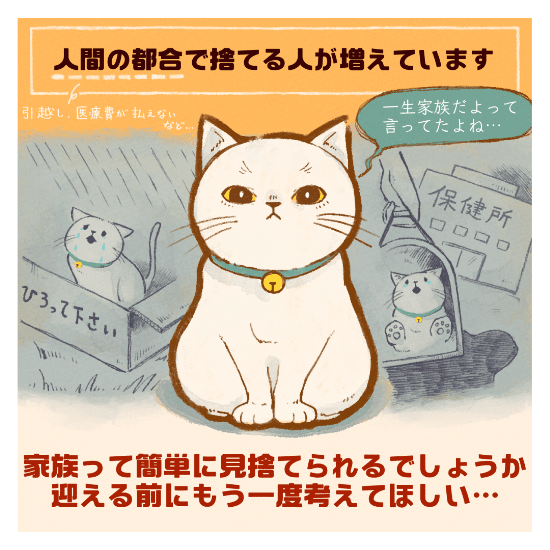 人間の都合で捨てる人が増えています
引越し、医療費が払えない
など…
一生家族だよって
言ってたよね…
保健所
ひろって下さい
家族って簡単に見捨てられるでしょうか
迎える前にもう一度考えてほしい…